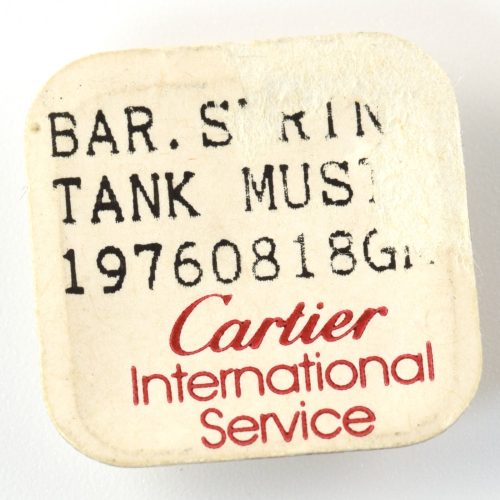 BAR.
TANK
19760818
Cartier
International
Service